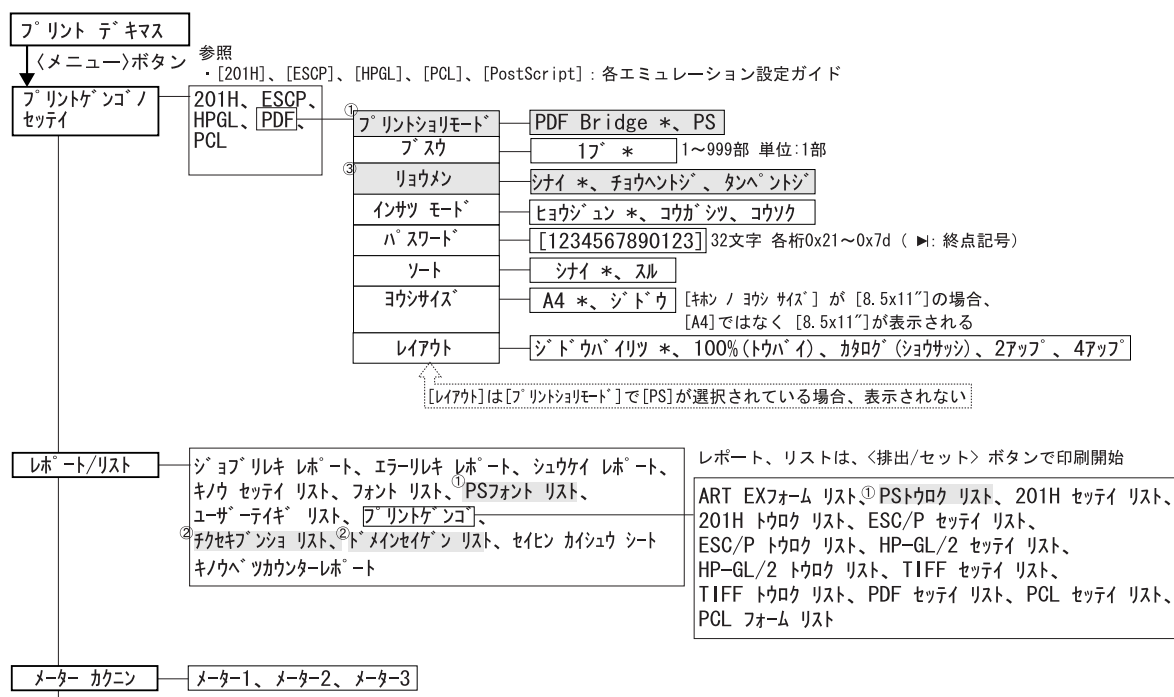 ﾌﾟﾘﾝﾄ ﾃﾞｷﾏｽ
〈メニュー〉ボタン
参照
・[201H]、[ESCP]、[HPGL]、[PCL]、[PostScript]：各エミュレーション設定ガイド
ﾌﾟﾘﾝﾄｹﾞﾝｺﾞﾉ
ｾｯﾃｲ
201H、ESCP、
HPGL、PDF、
PCL
①
ﾌﾟﾘﾝﾄｼｮﾘﾓｰﾄﾞ
PDF Bridge *、PS
ﾌﾞｽｳ
1ﾌﾞ *
1～999部 単位:1部
③
ﾘｮｳﾒﾝ
ｼﾅｲ *、ﾁｮｳﾍﾝﾄｼﾞ、ﾀﾝﾍﾟﾝﾄｼﾞ
ｲﾝｻﾂ ﾓｰﾄﾞ
ﾋｮｳｼﾞｭﾝ *、ｺｳｶﾞｼﾂ、ｺｳｿｸ
ﾊﾟｽﾜｰﾄﾞ
[1234567890123]
32文字 各桁0x21～0x7d ( ▶|: 終点記号)
ｿｰﾄ
ｼﾅｲ *、ｽﾙ
ﾖｳｼｻｲｽﾞ
A4 *、ｼﾞﾄﾞｳ
[ｷﾎﾝ ﾉ ﾖｳｼ ｻｲｽﾞ] が [8.5x11″]の場合、
[A4]ではなく [8.5x11″]が表示される
ﾚｲｱｳﾄ
ｼﾞﾄﾞｳﾊﾞｲﾘﾂ *、100%(ﾄｳﾊﾞｲ)、ｶﾀﾛｸﾞ(ｼｮｳｻｯｼ)、2ｱｯﾌﾟ、4ｱｯﾌﾟ
[ﾚｲｱｳﾄ]は[ﾌﾟﾘﾝﾄｼｮﾘﾓｰﾄﾞ]で[PS]が選択されている場合、表示されない
ﾚﾎﾟｰﾄ/ﾘｽﾄ
ｼﾞｮﾌﾞﾘﾚｷ ﾚﾎﾟｰﾄ、ｴﾗｰﾘﾚｷ ﾚﾎﾟｰﾄ、ｼｭｳｹｲ ﾚﾎﾟｰﾄ、
ｷﾉｳ ｾｯﾃｲ ﾘｽﾄ、ﾌｫﾝﾄ ﾘｽﾄ、①PSﾌｫﾝﾄ ﾘｽﾄ、
ﾕｰｻﾞｰﾃｲｷﾞ ﾘｽﾄ、ﾌﾟﾘﾝﾄｹﾞﾝｺﾞ、
②ﾁｸｾｷﾌﾞﾝｼｮ ﾘｽﾄ、②ﾄﾞﾒｲﾝｾｲｹﾞﾝ ﾘｽﾄ、ｾｲﾋﾝ ｶｲｼｭｳ ｼｰﾄ
ｷﾉｳﾍﾞﾂｶｳﾝﾀｰﾚﾎﾟｰﾄ
レポート、リストは、〈排出/セット〉ボタンで印刷開始
ART EXﾌｫｰﾑ ﾘｽﾄ、①PSﾄｳﾛｸ ﾘｽﾄ、201H ｾｯﾃｲ ﾘｽﾄ、
201H ﾄｳﾛｸ ﾘｽﾄ、ESC/P ｾｯﾃｲ ﾘｽﾄ、
ESC/P ﾄｳﾛｸ ﾘｽﾄ、HP-GL/2 ｾｯﾃｲ ﾘｽﾄ、
HP-GL/2 ﾄｳﾛｸ ﾘｽﾄ、TIFF ｾｯﾃｲ ﾘｽﾄ、
TIFF ﾄｳﾛｸ ﾘｽﾄ、PDF ｾｯﾃｲ ﾘｽﾄ、PCL ｾｯﾃｲ ﾘｽﾄ、
PCL ﾌｫｰﾑ ﾘｽﾄ
ﾒｰﾀｰ ｶｸﾆﾝ
ﾒｰﾀｰ1、ﾒｰﾀｰ2、ﾒｰﾀｰ3